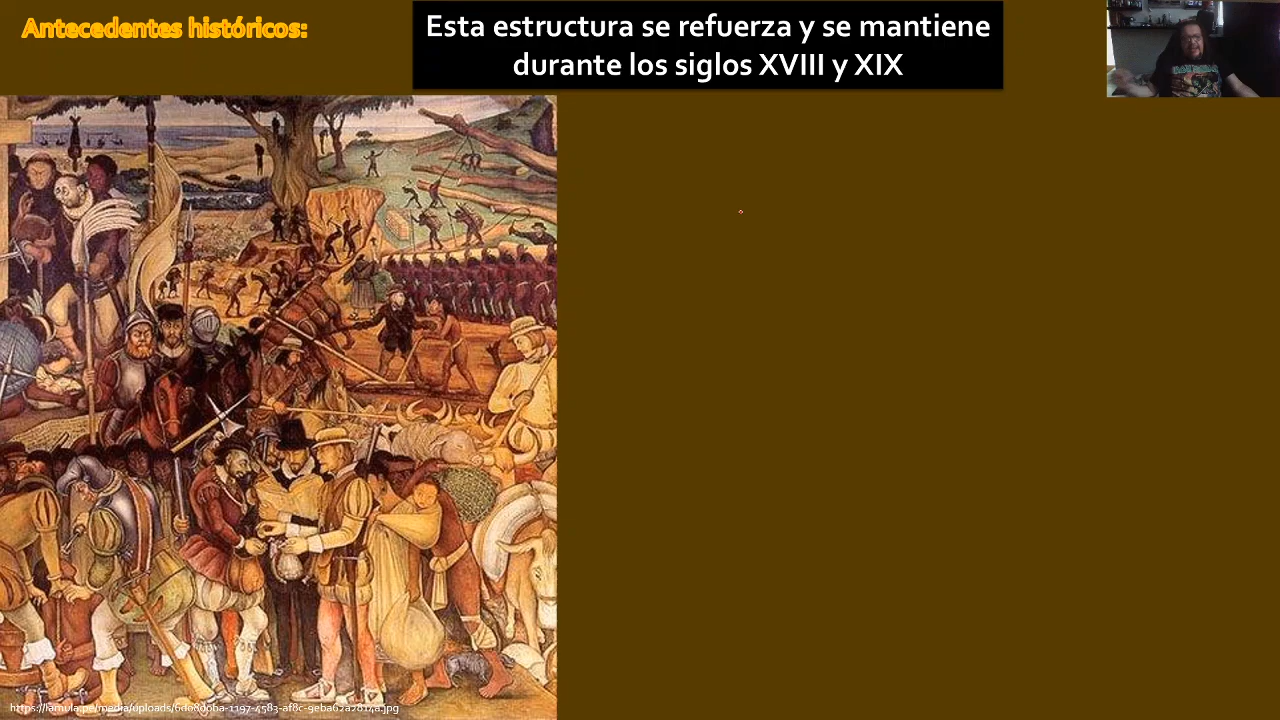 Antecedentes históricos:
Esta estructura se refuerza y se mantiene
durante los siglos XVIII y XIX